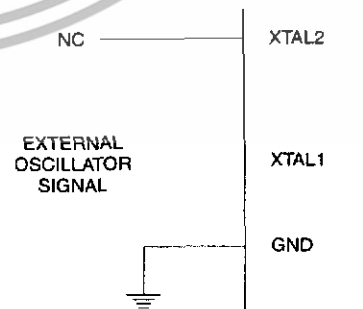 NC
XTAL2
EXTERNAL
OSCILLATOR
SIGNAL
XTAL1
GND